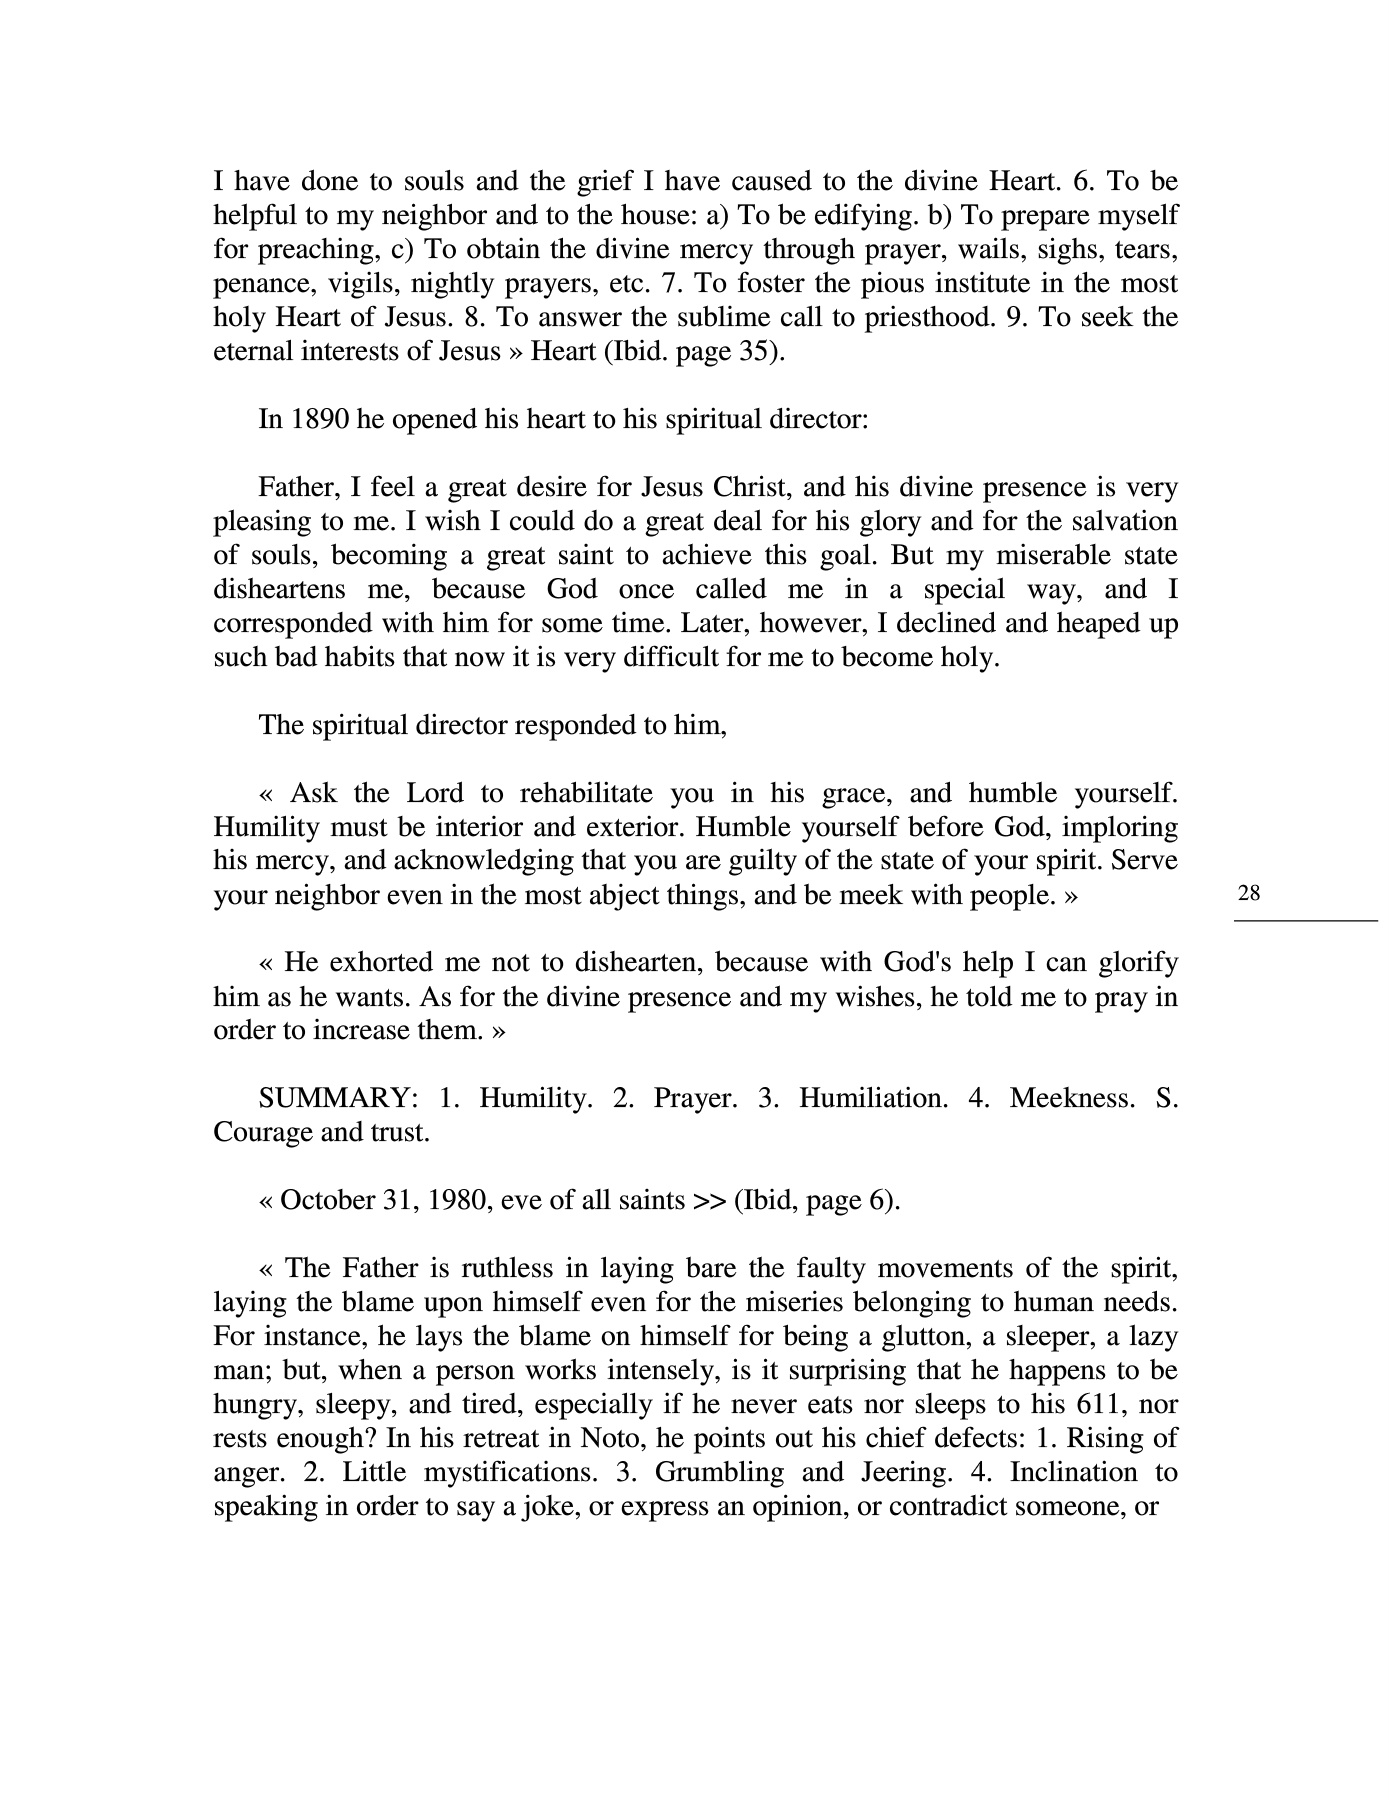 I have done to souls and the grief I have caused to the divine Heart. 6. To be
helpful to my neighbor and to the house: a) To be edifying. b) To prepare myself
for preaching, c) To obtain the divine mercy through prayer, wails, sighs, tears,
penance, vigils, nightly prayers, etc. 7. To foster the pious institute in the most
holy Heart of Jesus. 8. To answer the sublime call to priesthood. 9. To seek the
eternal interests of Jesus » Heart (Ibid. page 35).
In 1890 he opened his heart to his spiritual director:
Father, I feel a great desire for Jesus Christ, and his divine presence is very
pleasing to me. I wish I could do a great deal for his glory and for the salvation
of souls, becoming a great saint to achieve this goal. But my miserable state
disheartens me, because God once called me in a special way, and I
corresponded with him for some time. Later, however, I declined and heaped up
such bad habits that now it is very difficult for me to become holy.
The spiritual director responded to him,
« Ask the Lord to rehabilitate you in his grace, and humble yourself.
Humility must be interior and exterior. Humble yourself before God, imploring
his mercy, and acknowledging that you are guilty of the state of your spirit. Serve
your neighbor even in the most abject things, and be meek with people. »
28
« He exhorted me not to dishearten, because with God's help I can glorify
him as he wants. As for the divine presence and my wishes, he told me to pray in
order to increase them. »
SUMMARY: 1. Humility. 2. Prayer. 3. Humiliation. 4. Meekness. S.
Courage and trust.
« October 31, 1980, eve of all saints >> (Ibid, page 6).
« The Father is ruthless in laying bare the faulty movements of the spirit,
laying the blame upon himself even for the miseries belonging to human needs.
For instance, he lays the blame on himself for being a glutton, a sleeper, a lazy
man; but, when a person works intensely, is it surprising that he happens to be
hungry, sleepy, and tired, especially if he never eats nor sleeps to his 611, nor
rests enough? In his retreat in Noto, he points out his chief defects: 1. Rising of
anger. 2. Little mystifications. 3. Grumbling and Jeering. 4. Inclination to
speaking in order to say a joke, or express an opinion, or contradict someone, or